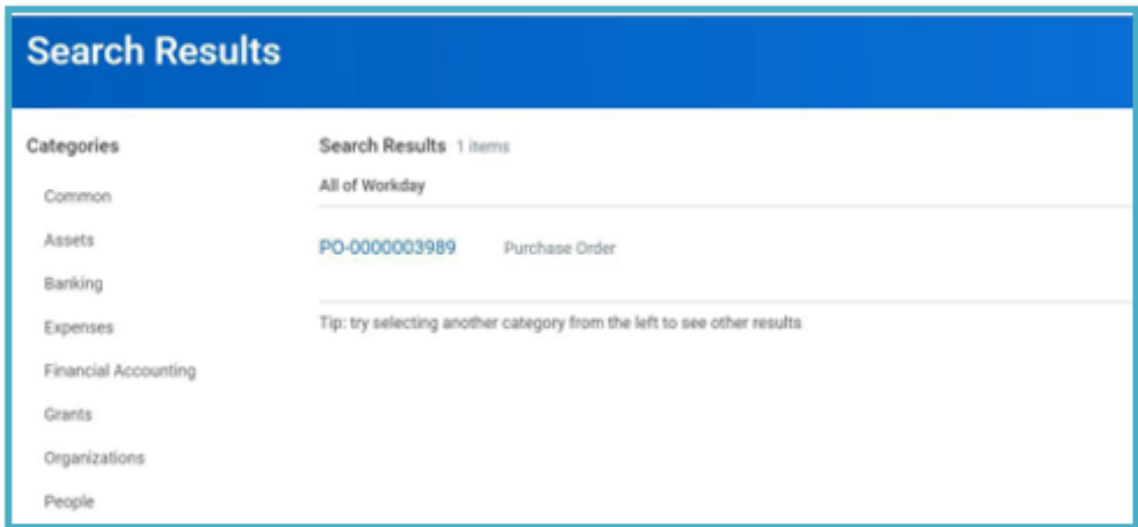 Search Results
Categories
Common
Assets
Banking
Expenses
Financial Accounting
Grants
Organizations
People
Search Results 1 items
All of Workday
PO-0000003989 Purchase Order
Tip: try selecting another category from the left to see other results